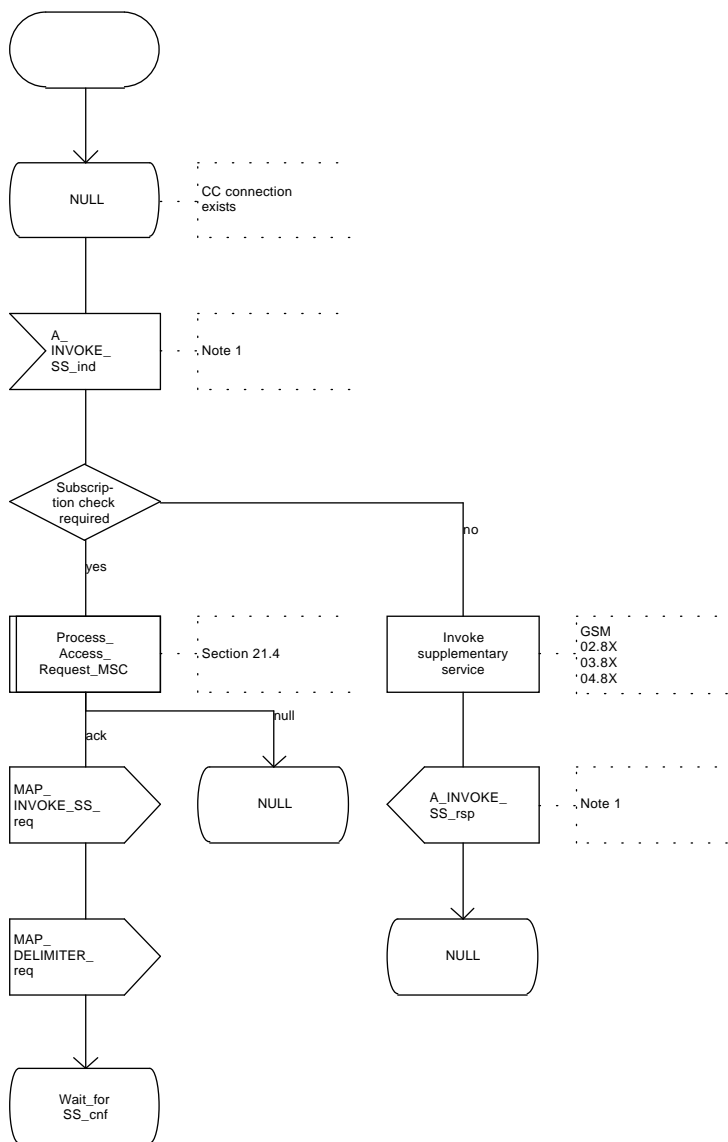 NULL
CC connection
exists
A_
INVOKE_
SS_ind
Note 1
Subscrip-
tion check
required
no
yes
Process_
Access_
Request_MSC
Section 21.4
Invoke
supplementary
service
GSM
02.8X
03.8X
04.8X
ack
null
MAP_
INVOKE_SS_
req
NULL
A_INVOKE_
SS_rsp
Note 1
MAP_
DELIMITER_
req
NULL
Wait_for
SS_cnf